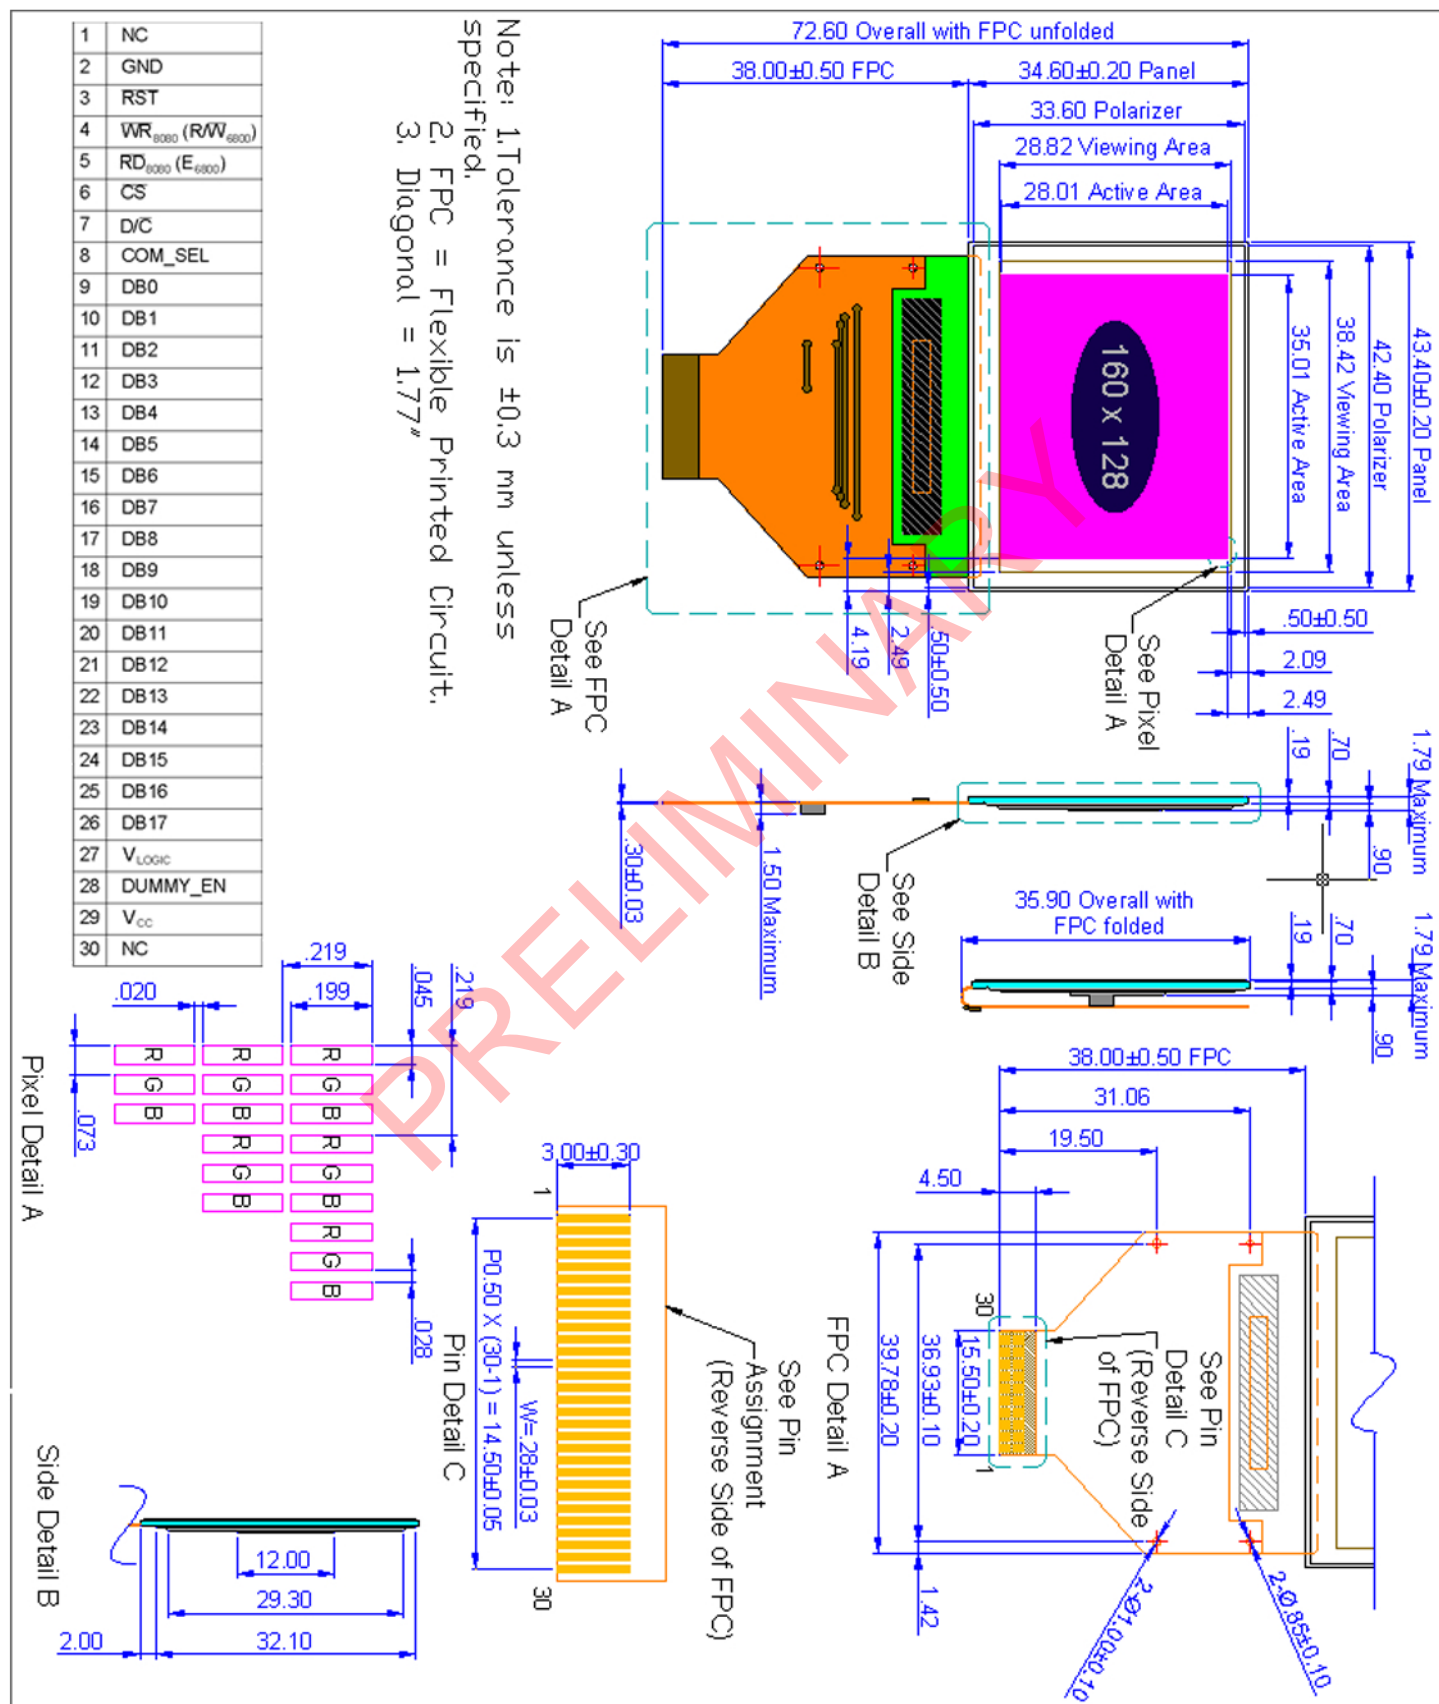 1 NC
2 GND
3 RST
4 WR8080 (R/W6800)
5 RD8080 (E6800)
6 CS
7 D/C
8 COM_SEL
9 DB0
10 DB1
11 DB2
12 DB3
13 DB4
14 DB5
15 DB6
16 DB7
17 DB8
18 DB9
19 DB10
20 DB11
21 DB12
22 DB13
23 DB14
24 DB15
25 DB16
26 DB17
27 VLOGIC
28 DUMMY_EN
29 VCC
30 NC
Note: 1.Tolerance is ±0.3 mm unless
specified.
2. FPC = Flexible Printed Circuit.
3. Diagonal = 1.77"
72.60 Overall with FPC unfolded
38.00±0.50 FPC
34.60±0.20 Panel
33.60 Polarizer
28.82 Viewing Area
28.01 Active Area
160 x 128
35.01 Active Area
38.42 Viewing Area
42.40 Polarizer
43.40±0.20 Panel
.50±0.50
2.09
2.49
.50±0.50
2.49
4.19
See FPC
Detail A
See Pixel
Detail A
1.79 Maximum
.70
.19
.90
See Side
Detail B
1.50 Maximum
.30±0.03
35.90 Overall with
FPC folded
1.79 Maximum
.70
.19
.90
PRELIMINARY
.219
.199
.020
.045
.219
R
R
R
G
G
G
B
B
B
R
R
G
G
B
B
R
G
B
.073
.028
Pixel Detail A
3.00±0.30
1
30
P0.50 X (30-1) = 14.50±0.05
W=.28±0.03
Pin Detail C
See Pin
Assignment
(Reverse Side of FPC)
38.00±0.50 FPC
31.06
19.50
4.50
30
1
15.50±0.20
36.93±0.10
39.78±0.20
1.42
See Pin
Detail C
(Reverse Side
of FPC)
2-Ø1.00±0.10
2-Ø.85±0.10
FPC Detail A
12.00
29.30
32.10
2.00
Side Detail B